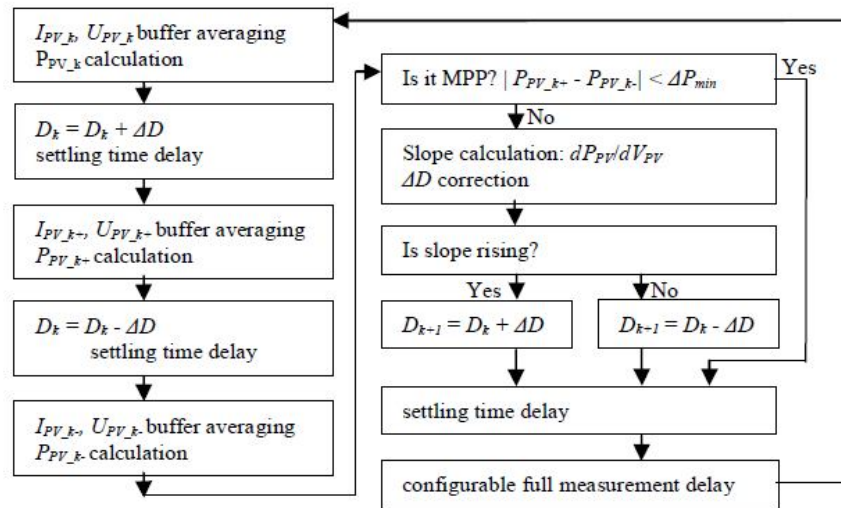 I_PV_k, U_PV_k buffer averaging
P_PV_k calculation
D_k = D_k + ΔD
settling time delay
I_PV_k+, U_PV_k+ buffer averaging
P_PV_k+ calculation
D_k = D_k - ΔD
settling time delay
I_PV_k-, U_PV_k- buffer averaging
P_PV_k- calculation
Is it MPP? | P_PV_k+ - P_PV_k-| < ΔP_min
Yes
No
Slope calculation: dP_PV/dV_PV
ΔD correction
Is slope rising?
Yes
No
D_k+1 = D_k + ΔD
D_k+1 = D_k - ΔD
settling time delay
configurable full measurement delay